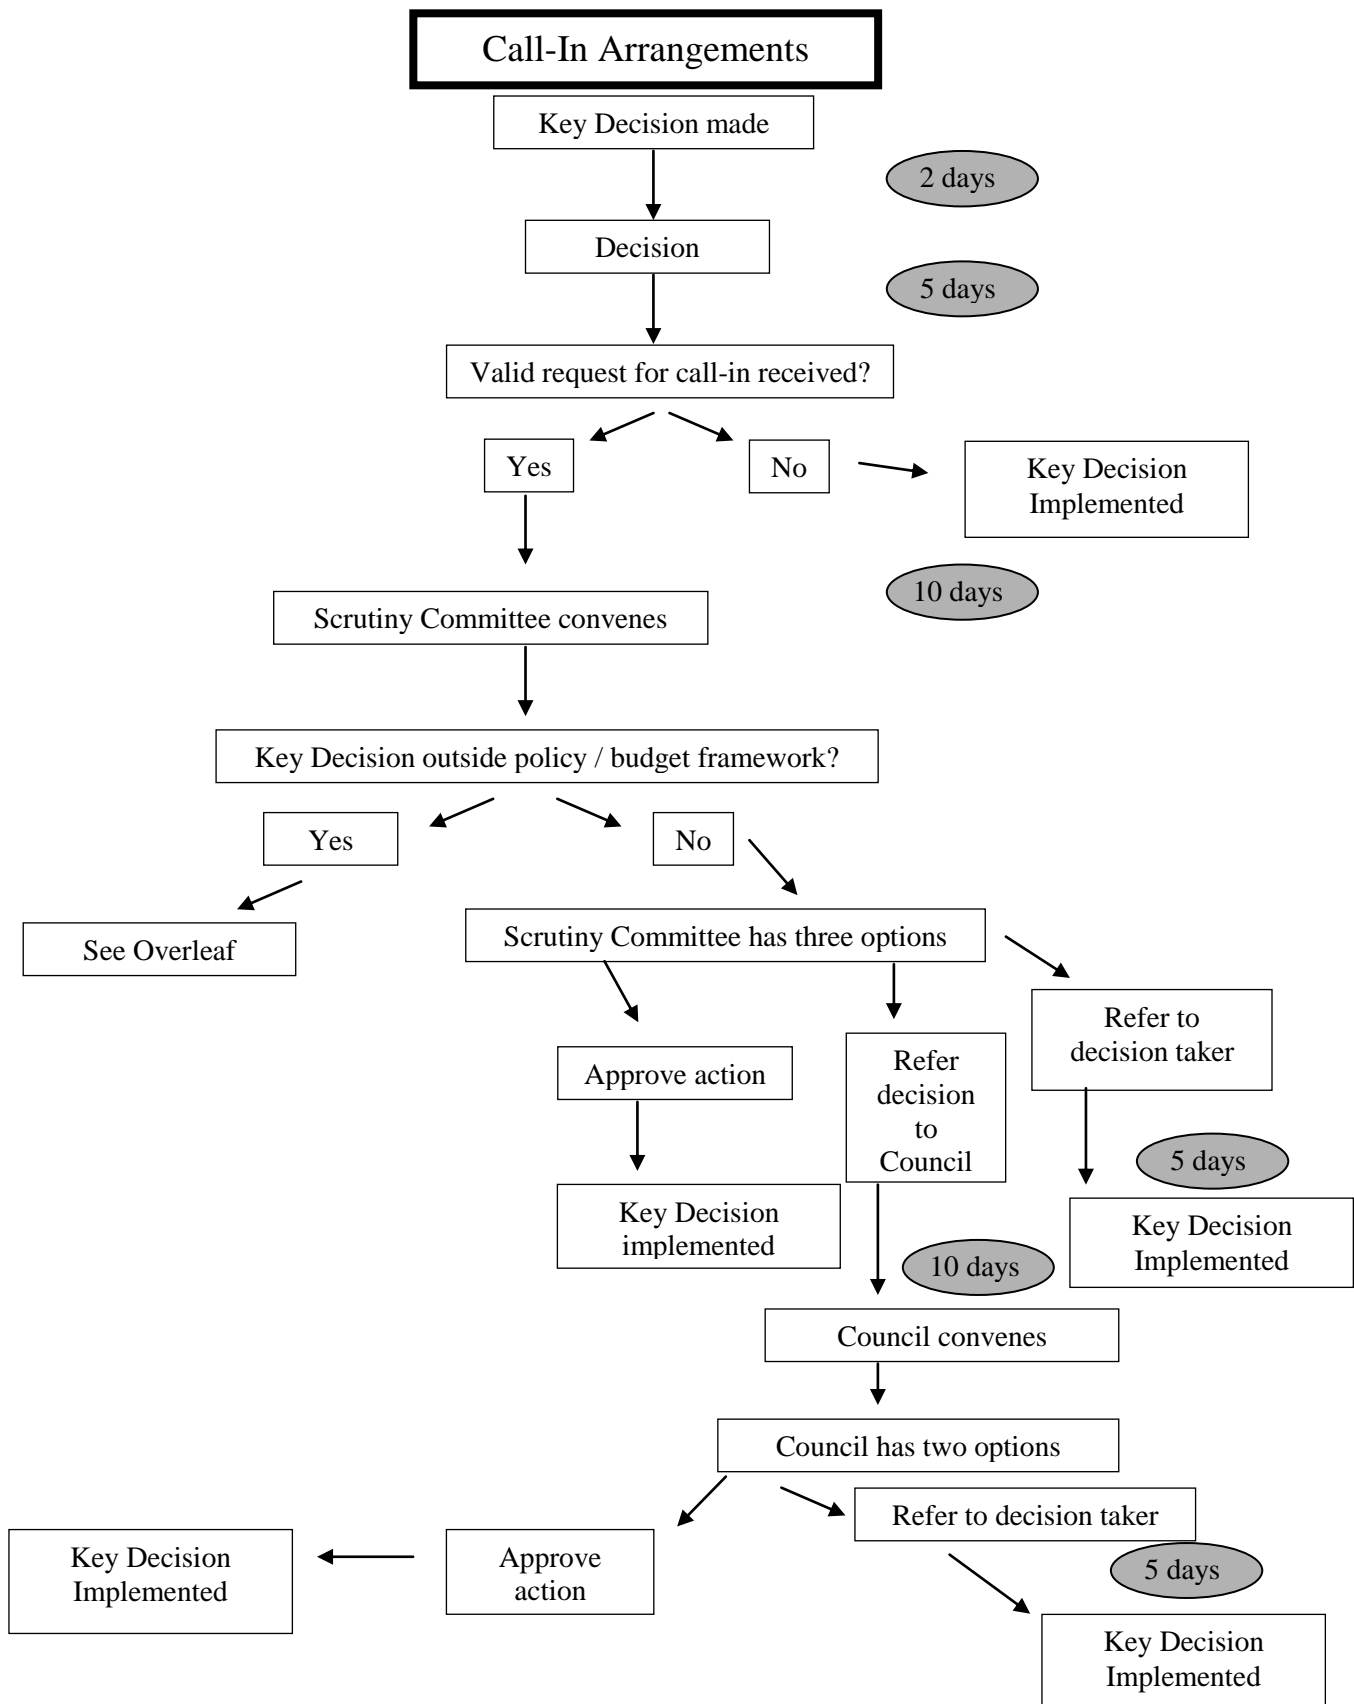 Call-In Arrangements
Key Decision made
2 days
Decision
5 days
Valid request for call-in received?
Yes
No
Key Decision
Implemented
10 days
Scrutiny Committee convenes
Key Decision outside policy / budget framework?
Yes
No
See Overleaf
Scrutiny Committee has three options
Refer to
decision taker
Approve action
Refer
decision
to
Council
5 days
Key Decision
implemented
Key Decision
Implemented
10 days
Council convenes
Council has two options
Refer to decision taker
Key Decision
Implemented
Approve
action
5 days
Key Decision
Implemented